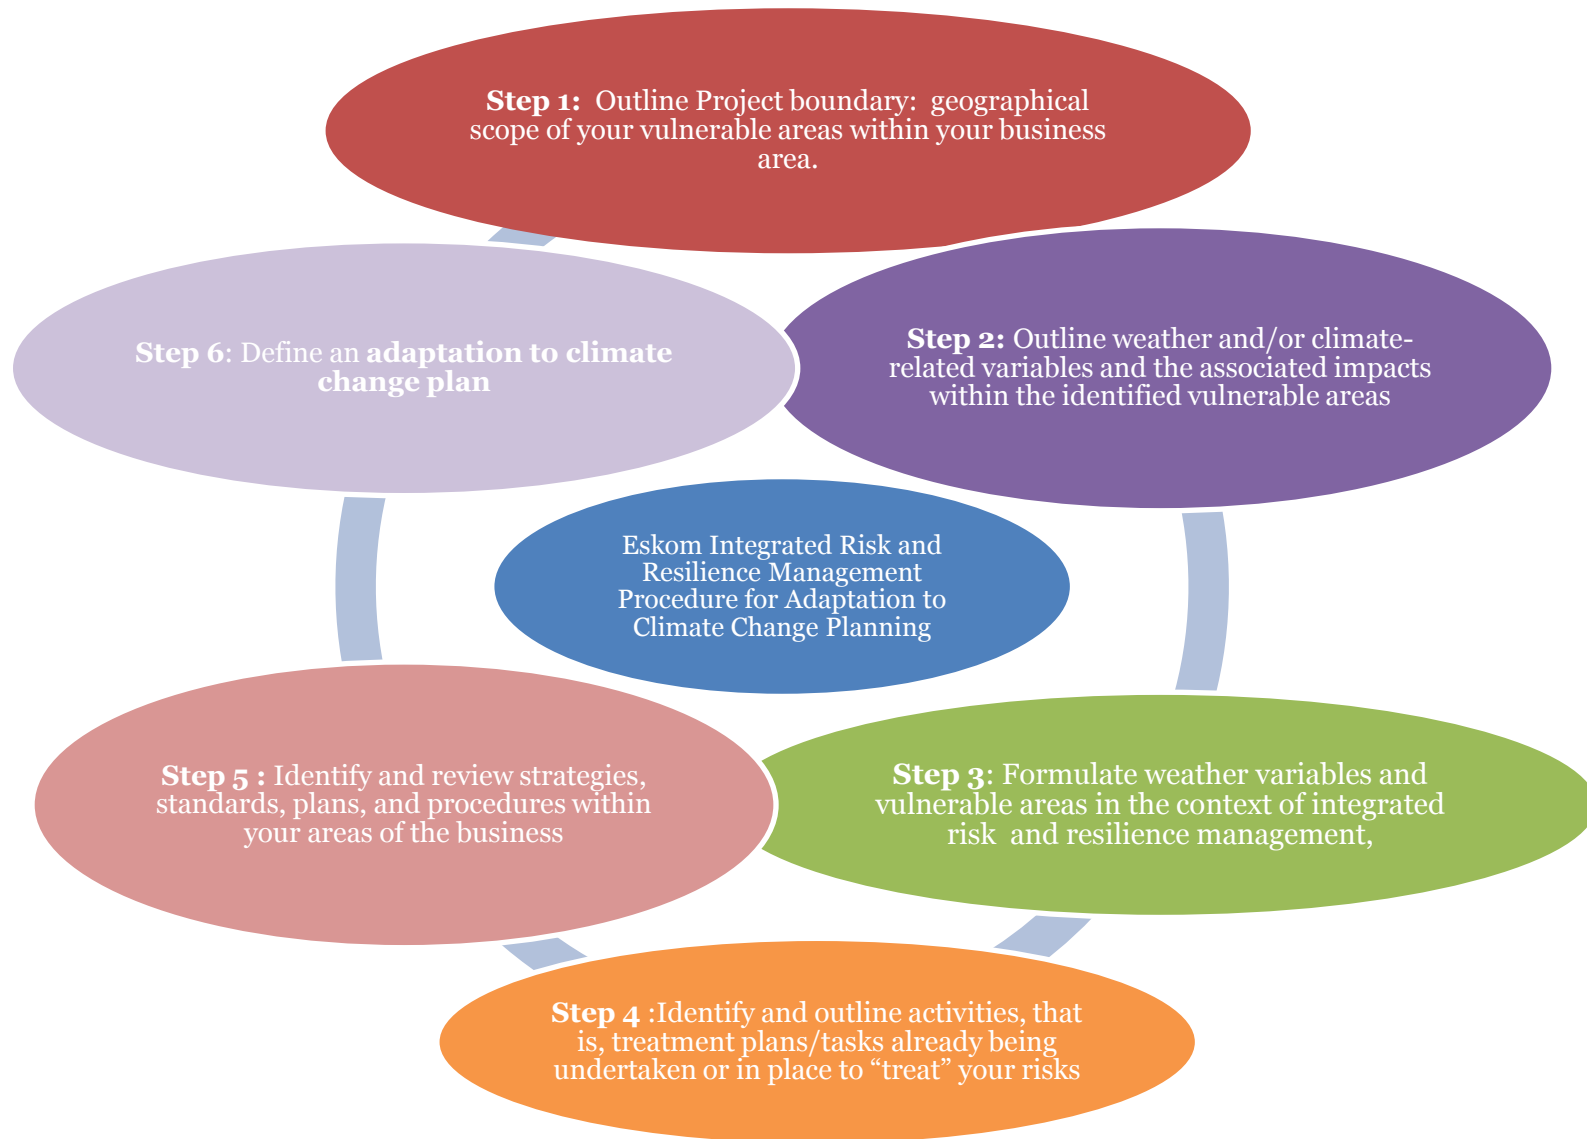 Step 1:  Outline Project boundary:  geographical
scope of your vulnerable areas within your business
area.
Step 2: Outline weather and/or climate-
related variables and the associated impacts
within the identified vulnerable areas
Step 3: Formulate weather variables and
vulnerable areas in the context of integrated
risk  and resilience management,
Step 4 :Identify and outline activities, that
is, treatment plans/tasks already being
undertaken or in place to “treat” your risks
Step 5 : Identify and review strategies,
standards, plans, and procedures within
your areas of the business
Step 6: Define an adaptation to climate
change plan
Eskom Integrated Risk and
Resilience Management
Procedure for Adaptation to
Climate Change Planning